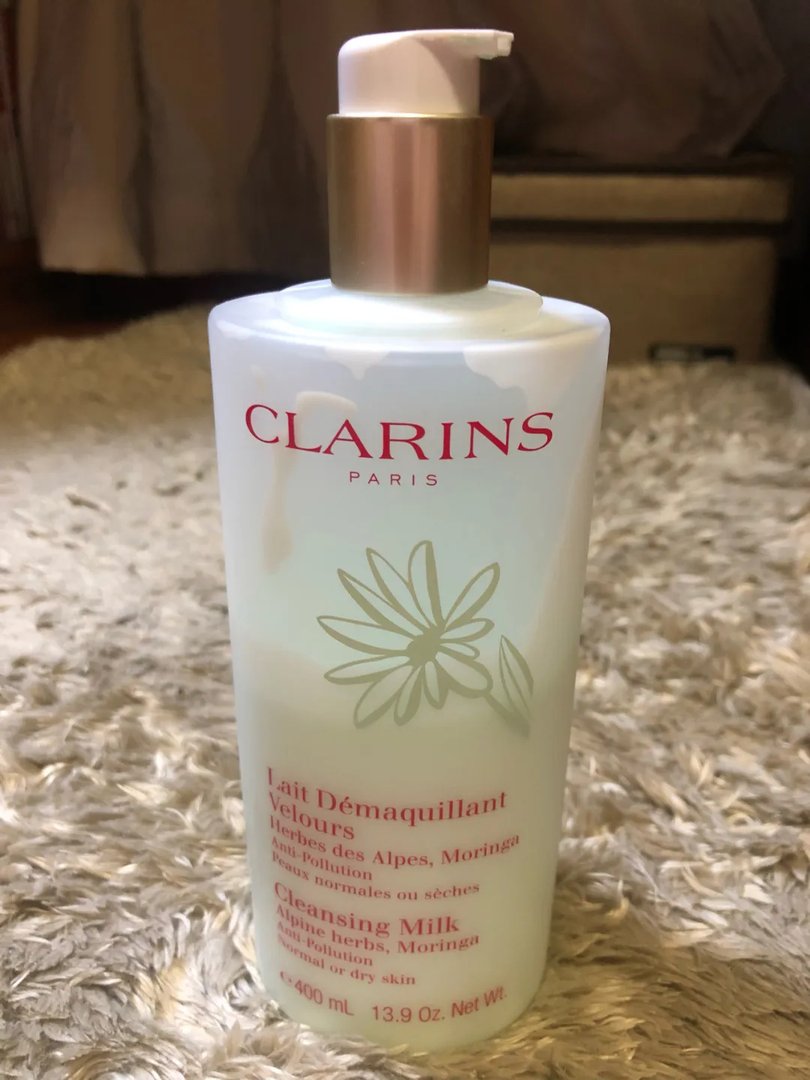 CLARINS
PARIS
Lait Démaquillant
Velours
Herbes des Alpes, Moringa
Anti-Pollution
Peaux normales ou sèches
Cleansing Milk
Alpine herbs, Moringa
Anti-Pollution
Normal or dry skin
℮400 mL 13.9 Oz. Net Wt.